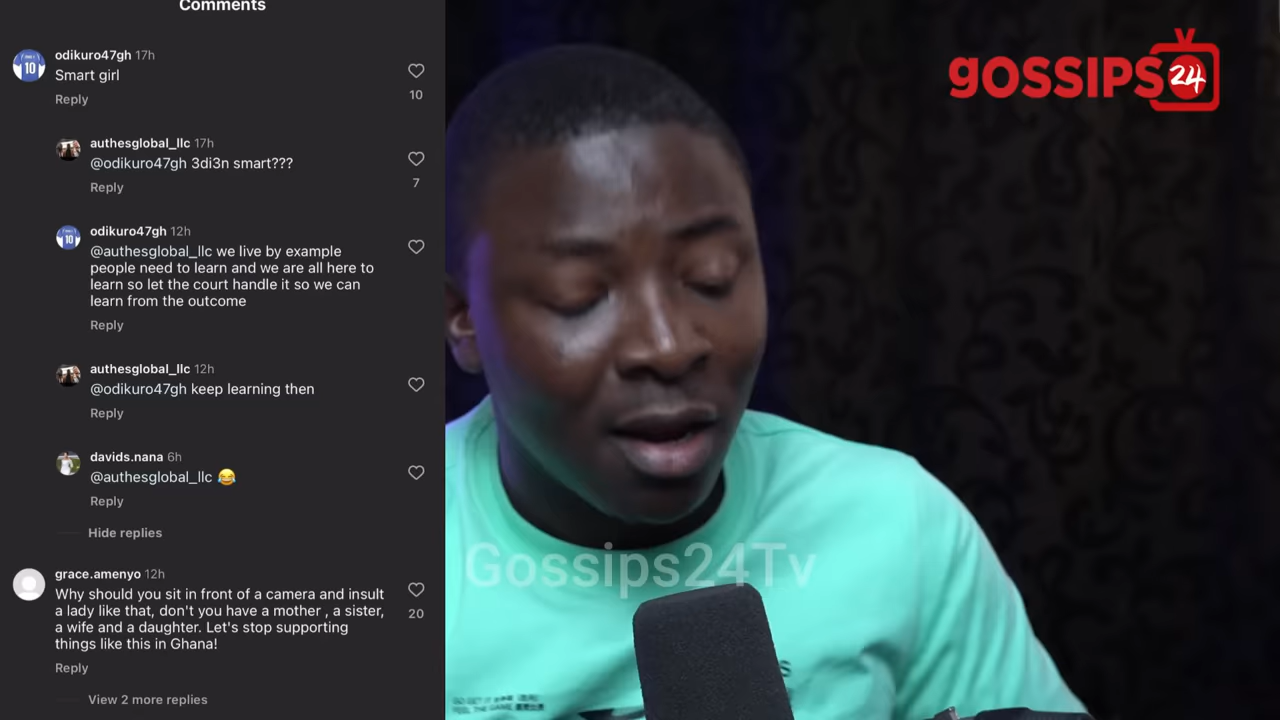 Comments
odikuro47gh 17h
Smart girl
10
Reply
authesglobal_llc 17h
@odikuro47gh 3di3n smart???
7
Reply
odikuro47gh 12h
@authesglobal_llc we live by example
people need to learn and we are all here to
learn so let the court handle it so we can
learn from the outcome
Reply
authesglobal_llc 12h
@odikuro47gh keep learning then
Reply
davids.nana 6h
@authesglobal_llc 😂
Reply
Hide replies
grace.amenyo 12h
Why should you sit in front of a camera and insult
a lady like that, don't you have a mother , a sister,
a wife and a daughter. Let's stop supporting
things like this in Ghana!
20
Reply
View 2 more replies
gOSSIPS 24
Gossips24Tv
10
10